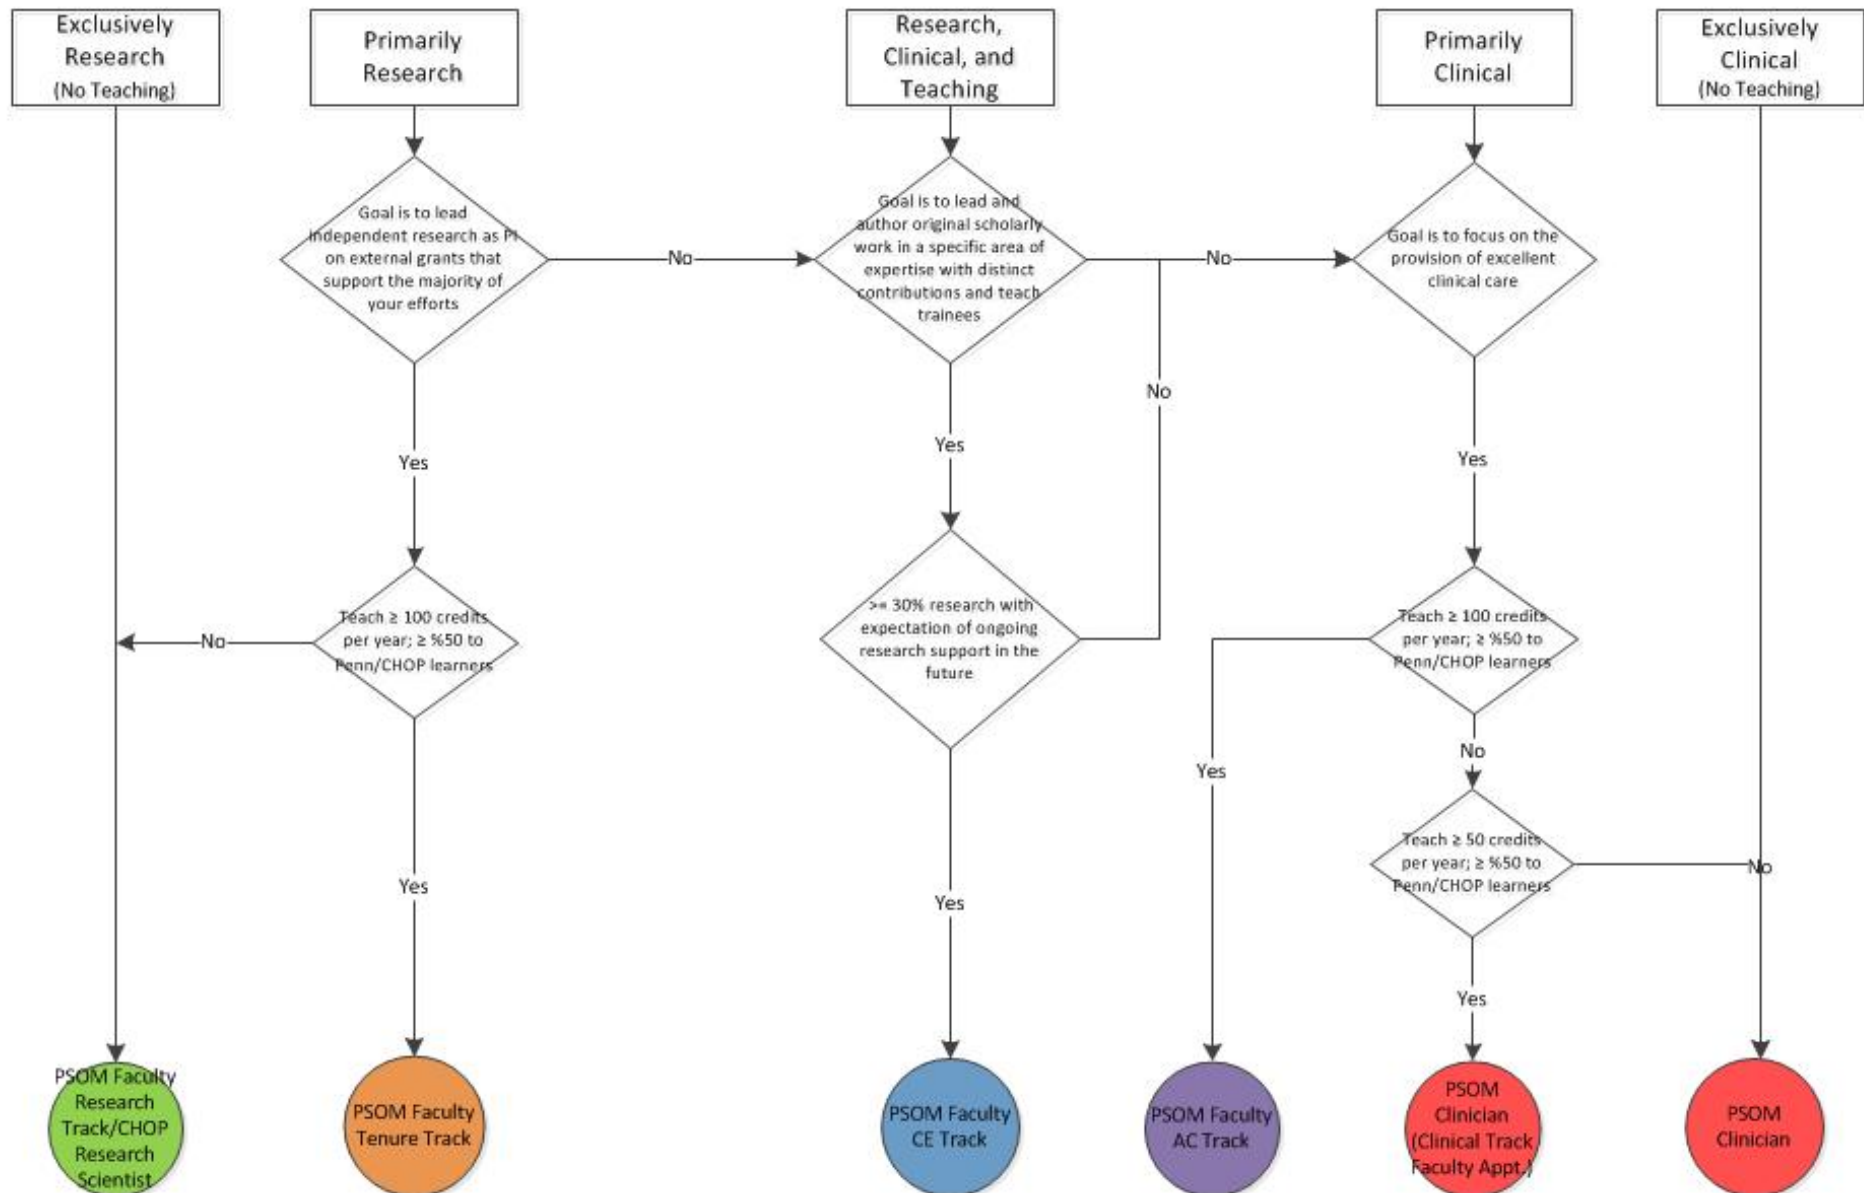 Exclusively
Research
(No Teaching)
Primarily
Research
Research,
Clinical, and
Teaching
Primarily
Clinical
Exclusively
Clinical
(No Teaching)
Goal is to lead
independent research as PI
on external grants that
support the majority of
your efforts
No
Goal is to lead and
author original scholarly
work in a specific area of
expertise with distinct
contributions and teach
trainees
No
Goal is to focus on the
provision of excellent
clinical care
No
Yes
Yes
Yes
Teach ≥ 100 credits
per year; ≥ %50 to
Penn/CHOP learners
No
>= 30% research with
expectation of ongoing
research support in the
future
Teach ≥ 100 credits
per year; ≥ %50 to
Penn/CHOP learners
No
Yes
Teach ≥ 50 credits
per year; ≥ %50 to
Penn/CHOP learners
No
Yes
Yes
Yes
PSOM Faculty
Research
Track/CHOP
Research
Scientist
PSOM Faculty
Tenure Track
PSOM Faculty
CE Track
PSOM Faculty
AC Track
PSOM
Clinician
(Clinical Track
Faculty Appt.)
PSOM
Clinician